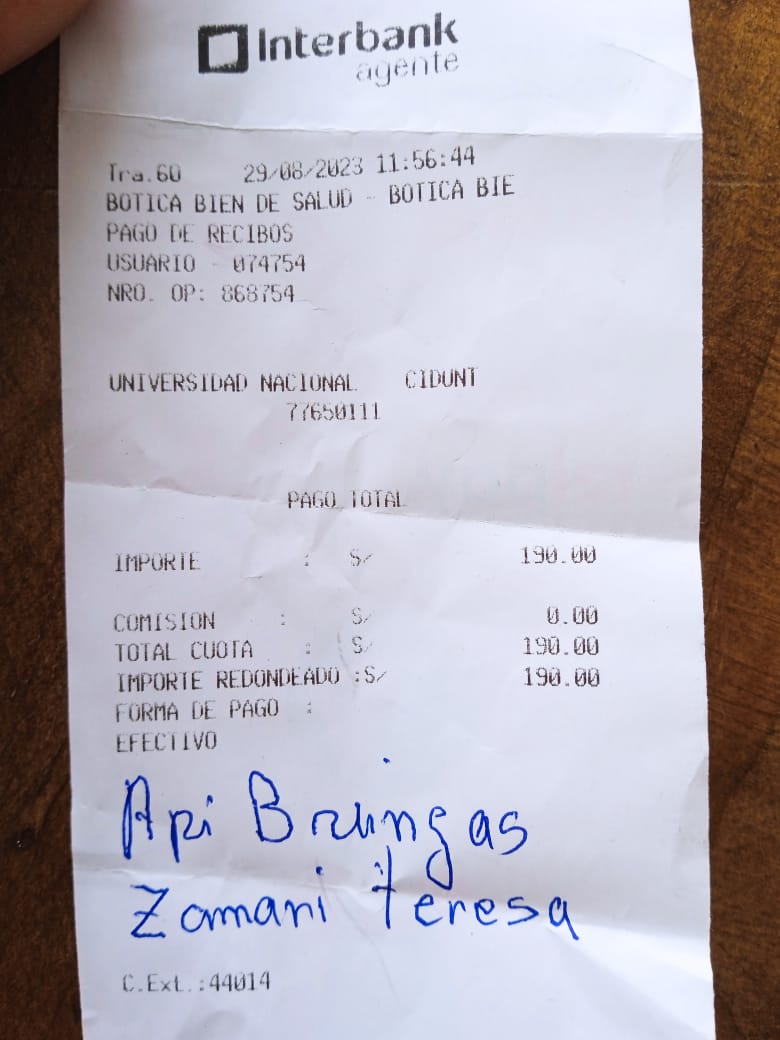 Interbank
agente
Tra.60 29/08/2023 11:56:44
BOTICA BIEN DE SALUD - BOTICA BIE
PAGO DE RECIBOS
USUARIO - 074754
NRO. OP: 868754
UNIVERSIDAD NACIONAL CIDUNT
77650111
PAGO TOTAL
IMPORTE : S/ 190.00
COMISION : S/ 0.00
TOTAL CUOTA : S/ 190.00
IMPORTE REDONDEADO :S/ 190.00
FORMA DE PAGO :
EFECTIVO
Api Bringas
Zamani teresa
C.Ext.:44014